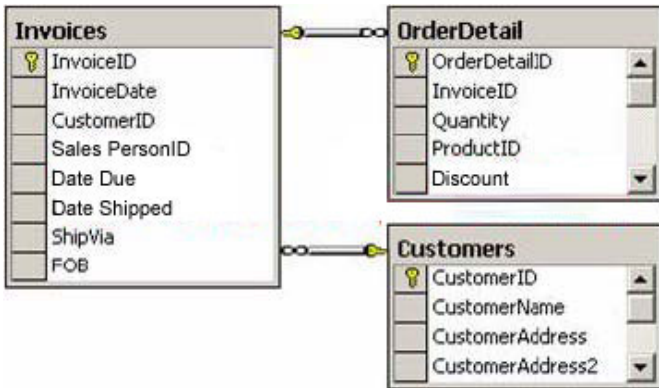 Invoices
InvoiceID
InvoiceDate
CustomerID
Sales PersonID
Date Due
Date Shipped
ShipVia
FOB
OrderDetail
OrderDetailID
InvoiceID
Quantity
ProductID
Discount
Customers
CustomerID
CustomerName
CustomerAddress
CustomerAddress2